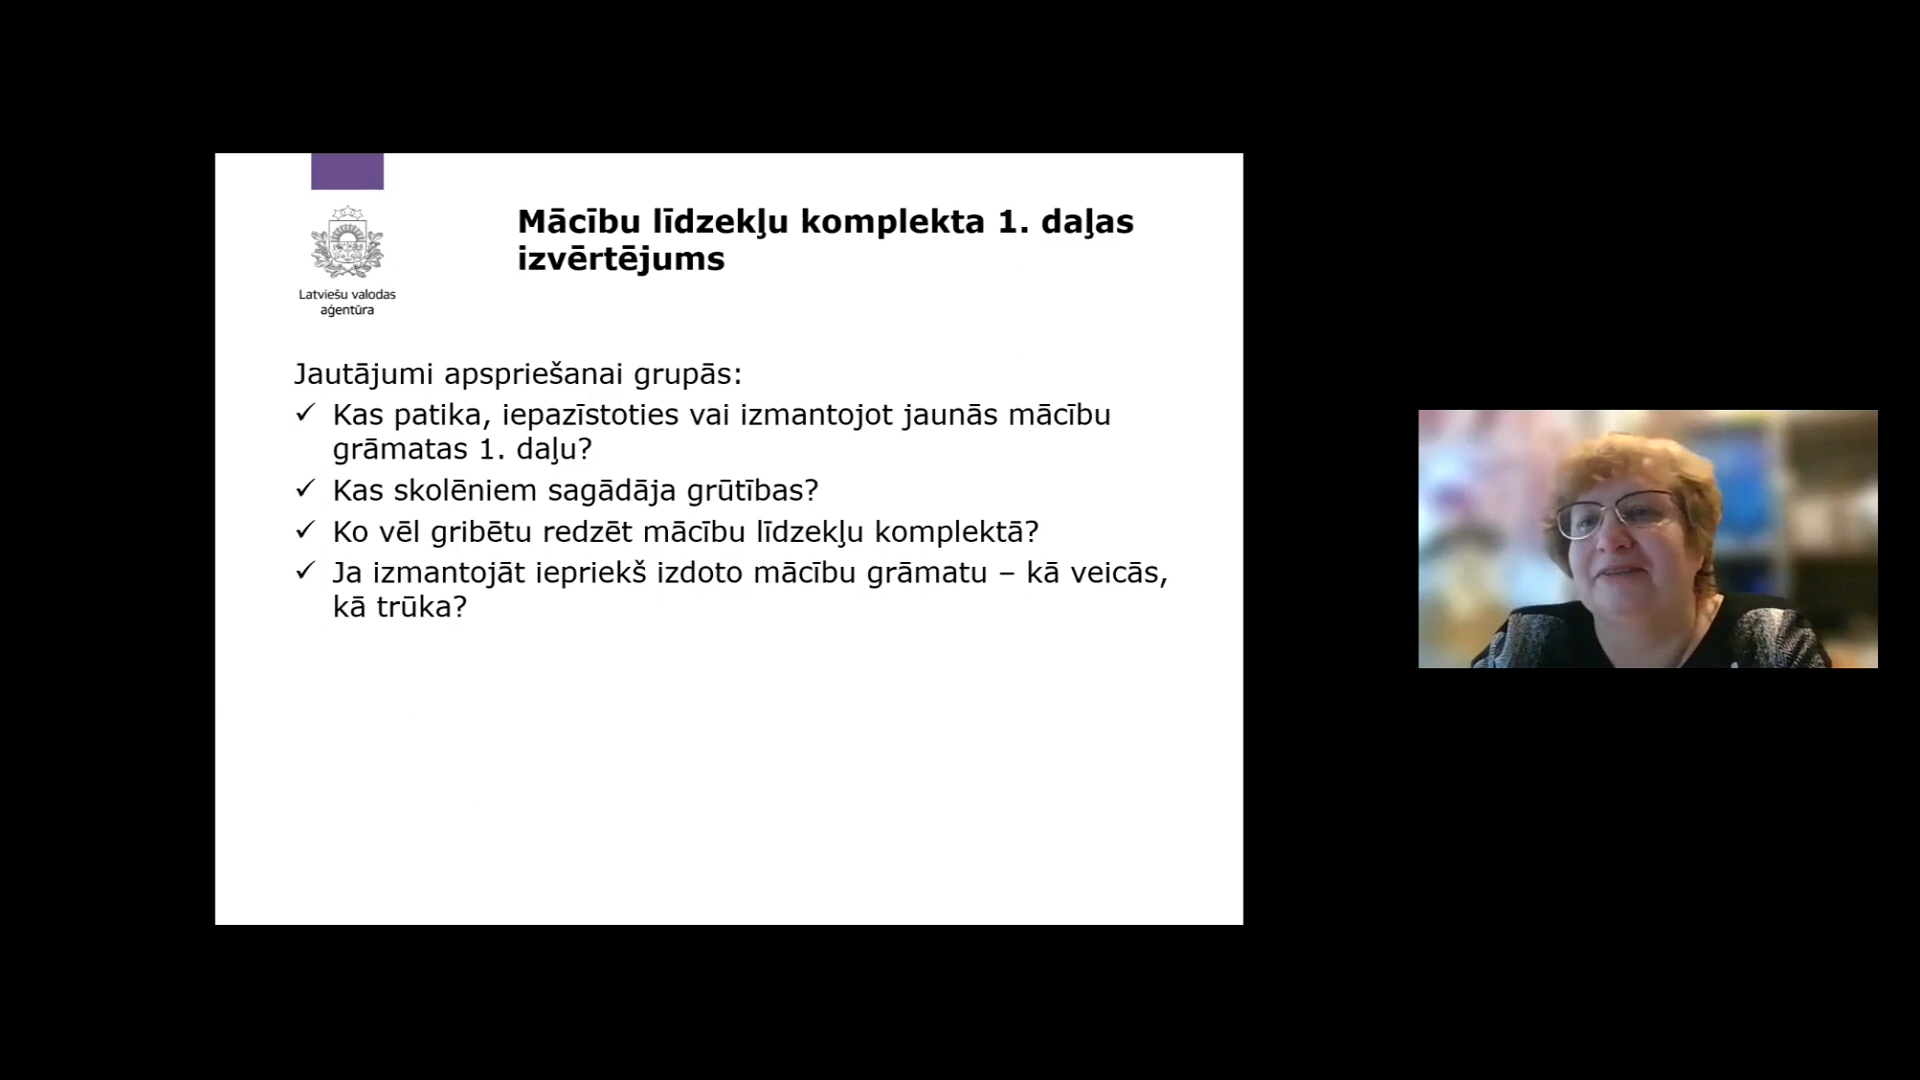 Latviešu valodas
aģentūra
Mācību līdzekļu komplekta 1. daļas
izvērtējums
Jautājumi apspriešanai grupās:
✓ Kas patika, iepazīstoties vai izmantojot jaunās mācību
grāmatas 1. daļu?
✓ Kas skolēniem sagādāja grūtības?
✓ Ko vēl gribētu redzēt mācību līdzekļu komplektā?
✓ Ja izmantojāt iepriekš izdoto mācību grāmatu – kā veicās,
kā trūka?